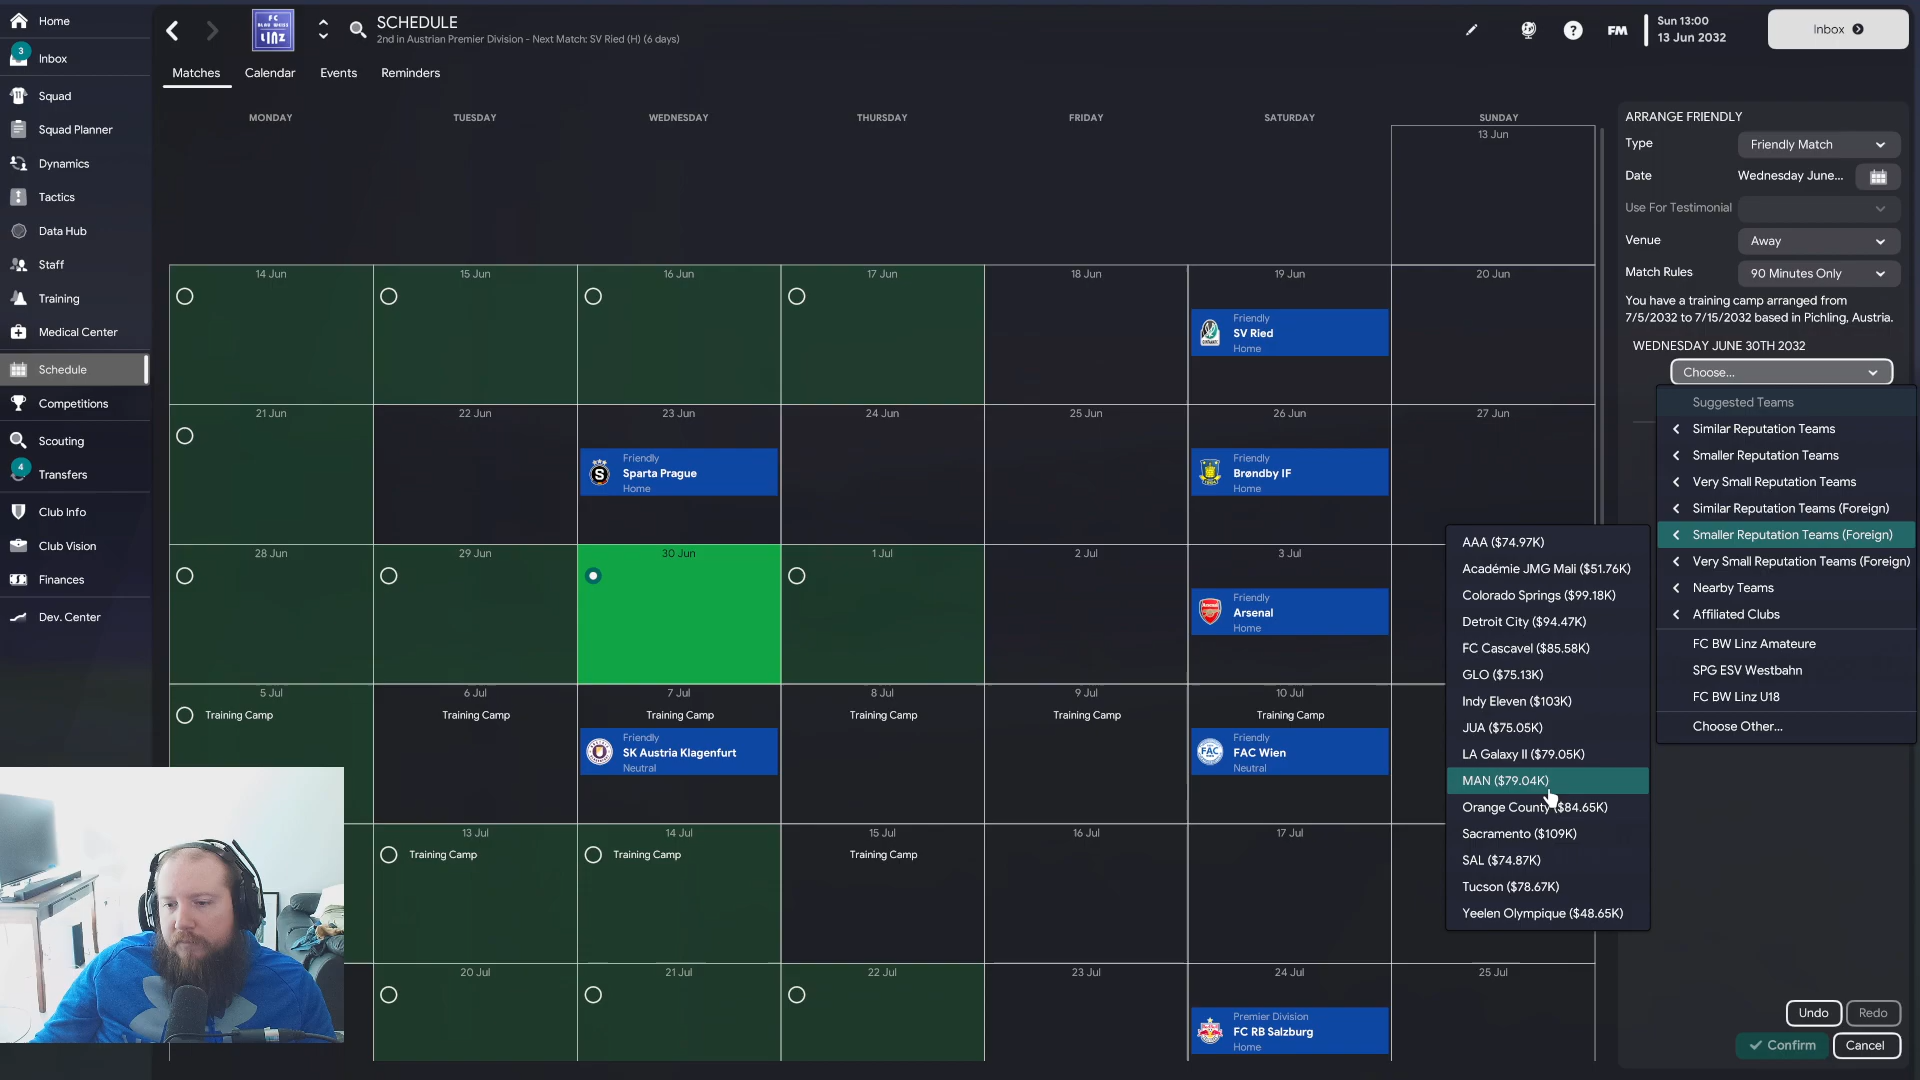 Home
3
Inbox
Squad
Squad Planner
Dynamics
Tactics
Data Hub
Staff
Training
Medical Center
Schedule
Competitions
Scouting
4
Transfers
Club Info
Club Vision
Finances
Dev. Center
FC
BLAU WEISS
LINZ
SCHEDULE
2nd in Austrian Premier Division - Next Match: SV Ried (H) (6 days)
?
FM
Sun 13:00
13 Jun 2032
Inbox
Matches
Calendar
Events
Reminders
MONDAY
TUESDAY
WEDNESDAY
THURSDAY
FRIDAY
SATURDAY
SUNDAY
13 Jun
14 Jun
15 Jun
16 Jun
17 Jun
18 Jun
19 Jun
20 Jun
Friendly
SV Ried
Home
21 Jun
22 Jun
23 Jun
24 Jun
25 Jun
26 Jun
27 Jun
Friendly
Sparta Prague
Home
Friendly
Brøndby IF
Home
28 Jun
29 Jun
30 Jun
1 Jul
2 Jul
3 Jul
Friendly
Arsenal
Home
5 Jul
6 Jul
7 Jul
8 Jul
9 Jul
10 Jul
Training Camp
Training Camp
Training Camp
Training Camp
Training Camp
Training Camp
Friendly
SK Austria Klagenfurt
Neutral
Friendly
FAC Wien
Neutral
13 Jul
14 Jul
15 Jul
16 Jul
17 Jul
Training Camp
Training Camp
Training Camp
20 Jul
21 Jul
22 Jul
23 Jul
24 Jul
25 Jul
Premier Division
FC RB Salzburg
Home
ARRANGE FRIENDLY
Type
Friendly Match
Date
Wednesday June...
Use For Testimonial
Venue
Away
Match Rules
90 Minutes Only
You have a training camp arranged from
7/5/2032 to 7/15/2032 based in Pichling, Austria.
WEDNESDAY JUNE 30TH 2032
Choose...
Suggested Teams
Similar Reputation Teams
Smaller Reputation Teams
Very Small Reputation Teams
Similar Reputation Teams (Foreign)
Smaller Reputation Teams (Foreign)
Very Small Reputation Teams (Foreign)
Nearby Teams
Affiliated Clubs
FC BW Linz Amateure
SPG ESV Westbahn
FC BW Linz U18
Choose Other...
AAA ($74.97K)
Académie JMG Mali ($51.76K)
Colorado Springs ($99.18K)
Detroit City ($94.47K)
FC Cascavel ($85.58K)
GLO ($75.13K)
Indy Eleven ($103K)
JUA ($75.05K)
LA Galaxy II ($79.05K)
MAN ($79.04K)
Orange County ($84.65K)
Sacramento ($109K)
SAL ($74.87K)
Tucson ($78.67K)
Yeelen Olympique ($48.65K)
Undo
Redo
Confirm
Cancel